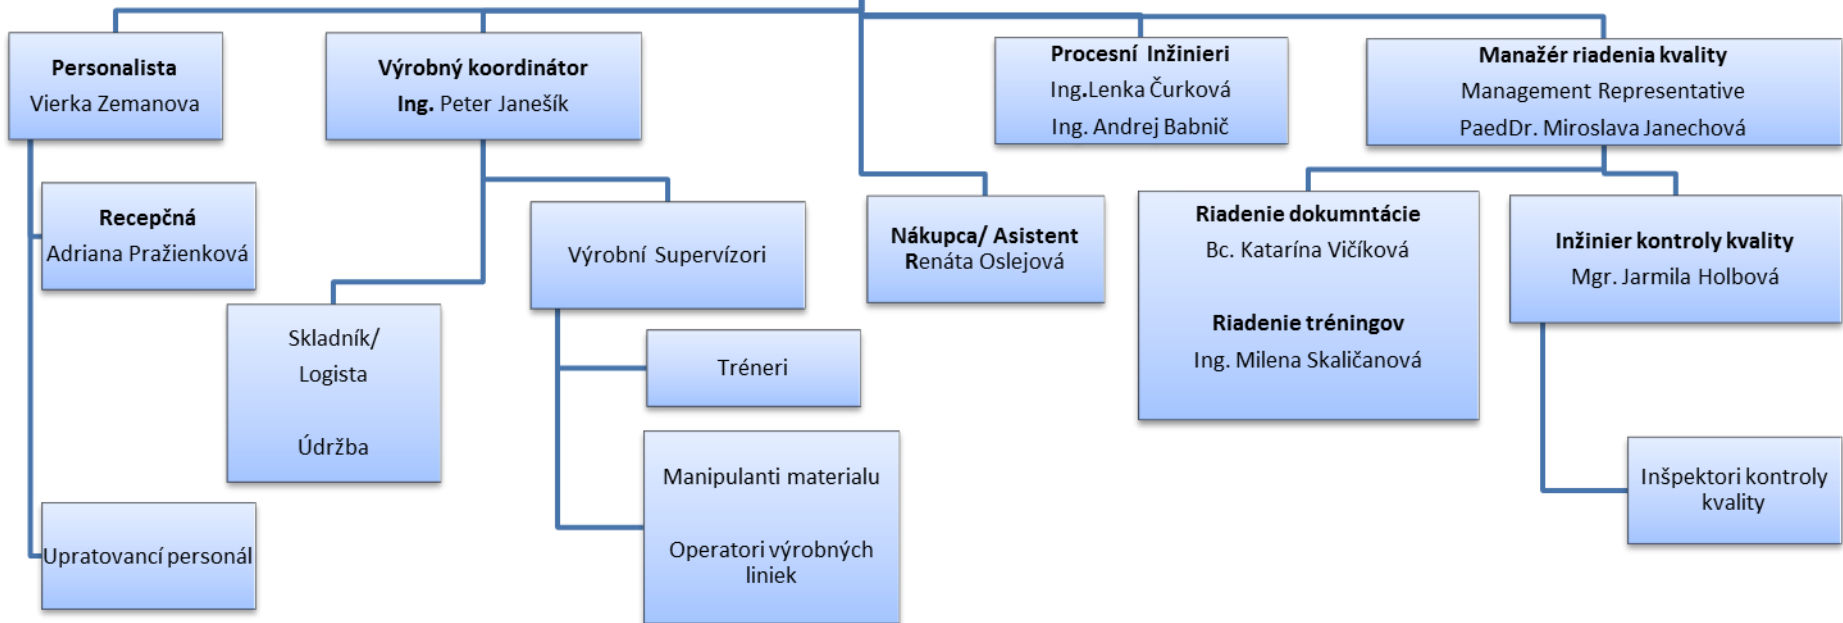 Personalista
Vierka Zemanova
Výrobný koordinátor
Ing. Peter Janešík
Procesní Inžinieri
Ing.Lenka Čurková
Ing. Andrej Babnič
Manažér riadenia kvality
Management Representative
PaedDr. Miroslava Janechová
Recepčná
Adriana Pražienková
Výrobní Supervízori
Nákupca/ Asistent
Renáta Oslejová
Riadenie dokumntácie
Bc. Katarína Vičíková
Riadenie tréningov
Ing. Milena Skaličanová
Inžinier kontroly kvality
Mgr. Jarmila Holbová
Skladník/
Logista
Údržba
Tréneri
Manipulanti materialu
Operatori výrobných
liniek
Inšpektori kontroly
kvality
Upratovancí personál